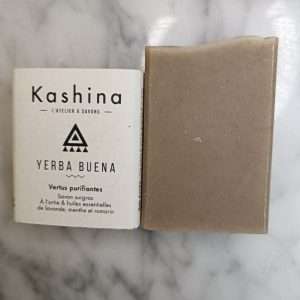 Kashina
L'ATELIER À SAVONS
YERBA BUENA
Vertus purifiantes
Savon surgras
À l'ortie & huiles essentielles
de lavande, menthe et romarin